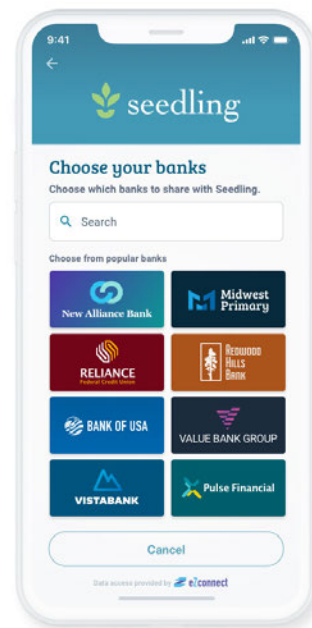 9:41
seedling
Choose your banks
Choose which banks to share with Seedling.
Search
Choose from popular banks
New Alliance Bank
Midwest
Primary
RELIANCE
Federal Credit Union
REDWOOD
HILLS
BANK
BANK OF USA
VALUE BANK GROUP
VISTABANK
Pulse Financial
Cancel
Data access provided by eZconnect